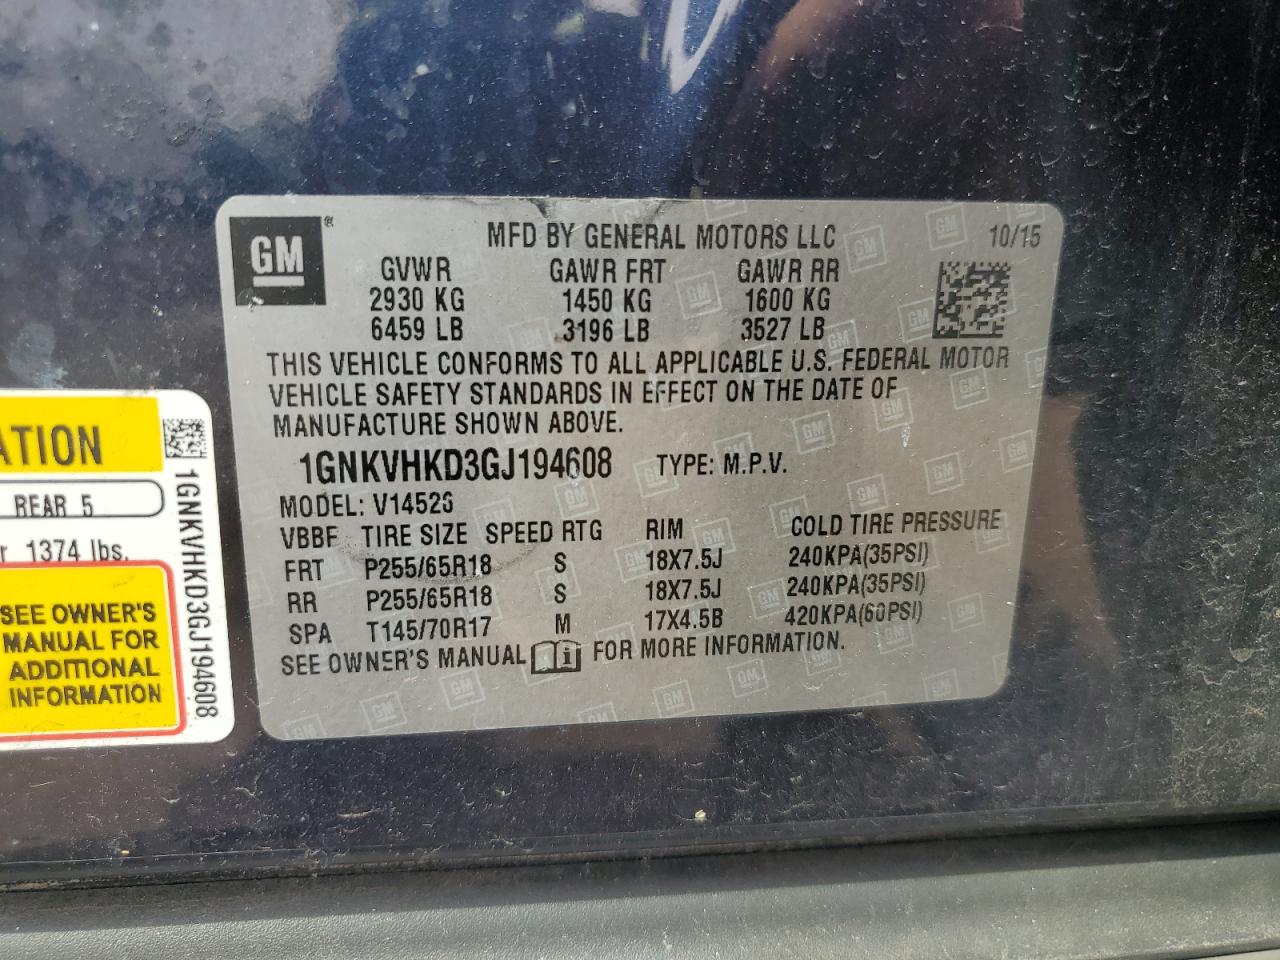 GM ®
MFD BY GENERAL MOTORS LLC 10/15
GVWR GAWR FRT GAWR RR
2930 KG 1450 KG 1600 KG
6459 LB 3196 LB 3527 LB
THIS VEHICLE CONFORMS TO ALL APPLICABLE U.S. FEDERAL MOTOR
VEHICLE SAFETY STANDARDS IN EFFECT ON THE DATE OF
MANUFACTURE SHOWN ABOVE.
1GNKVHKD3GJ194608 TYPE: M.P.V.
MODEL: V14526
VBBF TIRE SIZE SPEED RTG RIM COLD TIRE PRESSURE
FRT P255/65R18 S 18X7.5J 240KPA(35PSI)
RR P255/65R18 S 18X7.5J 240KPA(35PSI)
SPA T145/70R17 M 17X4.5B 420KPA(60PSI)
SEE OWNER'S MANUAL i FOR MORE INFORMATION.
ATION
REAR 5
r 1374 lbs.
SEE OWNER'S
MANUAL FOR
ADDITIONAL
INFORMATION
1GNKVHKD3GJ194608